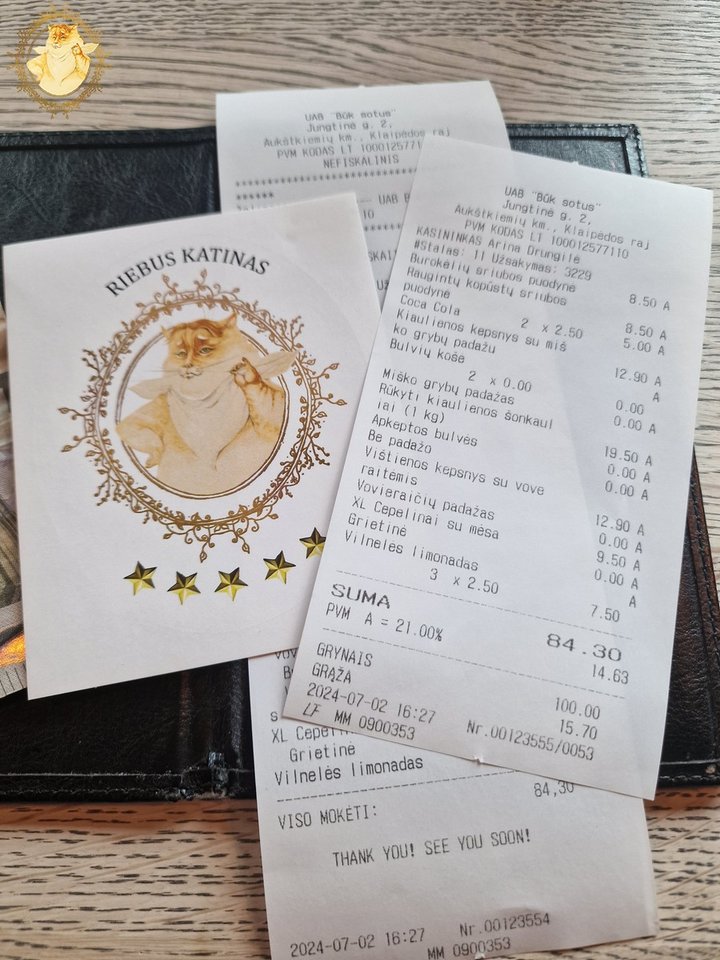 UAB "Būk sotus"
Jungtinė g. 2,
Aukštkiemių km., Klaipėdos raj
PVM KODAS LT 1000125771
NEFISKALINIS
UAB
RIEBUS KATINAS
UAB "Būk sotus"
Jungtinė g. 2,
Aukštkiemių km., Klaipėdos raj
PVM KODAS LT 100012577110
KASININKAS Arina Drungilė
#Stalas: 11 Užsakymas: 3229
Burokėlių sriubos puodynė 8.50 A
Raugintų kopūstų sriubos
puodynė 8.50 A
Coca Cola 5.00 A
2 x 2.50
Kiaulienos kepsnys su miš
ko grybų padažu 12.90 A
Bulvių košė A
2 x 0.00 0.00
Miško grybų padažas 0.00 A
Rūkyti kiaulienos šonkaul
iai (1 kg) 19.50 A
Apkeptos bulvės 0.00 A
Be padažo 0.00 A
Vištienos kepsnys su vove
raitėmis 12.90 A
Vovieraičių padažas 0.00 A
XL Cepelinai su mėsa 9.50 A
Grietinė 0.00 A
Vilnelės limonadas A
3 x 2.50 7.50
SUMA 84.30
PVM A = 21.00% 14.63
GRYNAIS 100.00
GRĄŽA 15.70
2024-07-02 16:27 Nr.00123555/0053
LF MM 0900353
Grietinė
Vilnelės limonadas
84,30
VISO MOKĖTI:
THANK YOU! SEE YOU SOON!
2024-07-02 16:27 Nr.00123554
MM 0900353